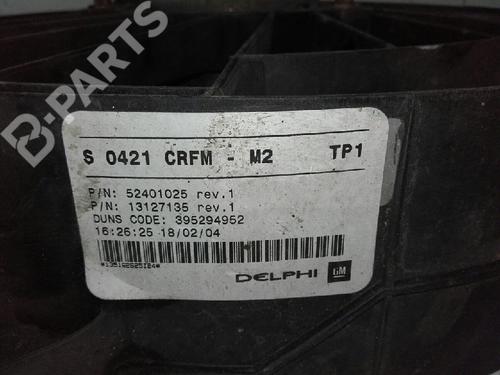 B-PARTS
S 0421 CRFM - M2 TP1
P/N: 52401025 rev.1
P/N: 13127135 rev.1
DUNS CODE: 395294952
16:26:25 18/02/04
DELPHI GM